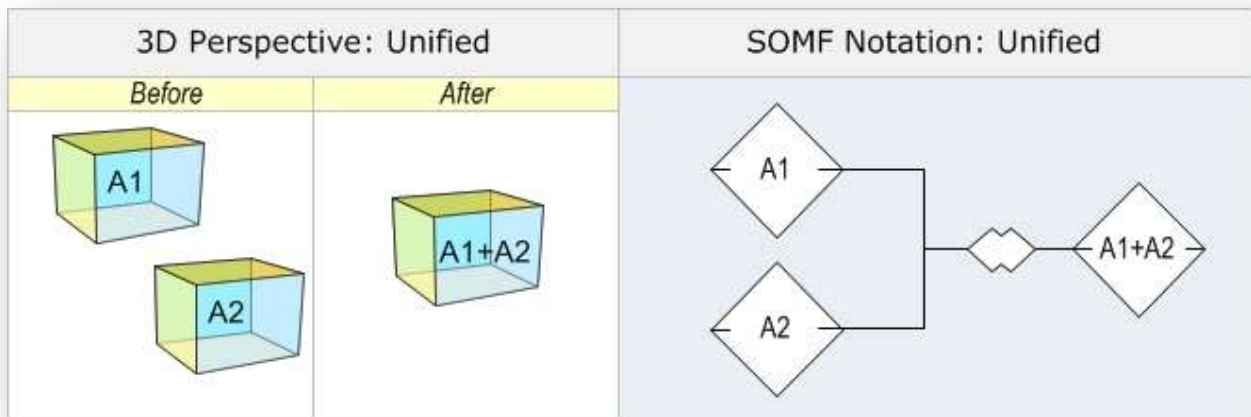 3D Perspective: Unified
SOMF Notation: Unified
Before
After
A1
A2
A1+A2
A1
A2
A1+A2